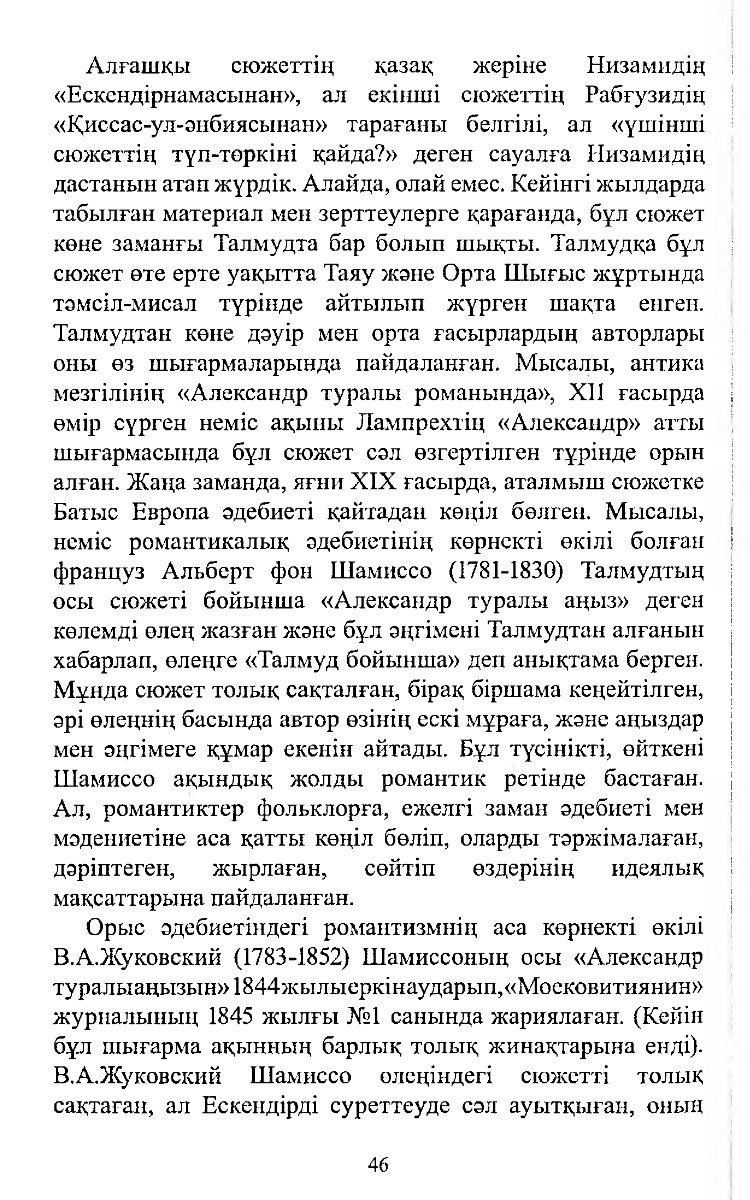 Алғашқы сюжеттің қазақ жеріне Низамидің
«Ескендірнамасынан», ал екінші сюжеттің Рабғузидің
«Қиссас-ул-әнбиясынан» тарағаны белгілі, ал «үшінші
сюжеттің түп-төркіні қайда?» деген сауалға Низамидің
дастанын атап жүрдік. Алайда, олай емес. Кейінгі жылдарда
табылған материал мен зерттеулерге қарағанда, бұл сюжет
көне заманғы Талмудта бар болып шықты. Талмудқа бұл
сюжет өте ерте уақытта Таяу және Орта Шығыс жұртында
тәмсіл-мисал түрінде айтылып жүрген шақта енген.
Талмудтан көне дәуір мен орта ғасырлардың авторлары
оны өз шығармаларында пайдаланған. Мысалы, антика
мезгілінің «Александр туралы романында», XII ғасырда
өмір сүрген неміс ақыны Лампрехтің «Александр» атты
шығармасында бұл сюжет сәл өзгертілген түрінде орын
алған. Жаңа заманда, яғни XIX ғасырда, аталмыш сюжетке
Батыс Европа әдебиеті қайтадан көңіл бөлген. Мысалы,
неміс романтикалық әдебиетінің көрнекті өкілі болған
француз Альберт фон Шамиссо (1781-1830) Талмудтың
осы сюжеті бойынша «Александр туралы аңыз» деген
көлемді өлең жазған және бұл әңгімені Талмудтан алғанын
хабарлап, өлеңге «Талмуд бойынша» деп анықтама берген.
Мұнда сюжет толық сақталған, бірақ біршама кеңейтілген,
әрі өлеңнің басында автор өзінің ескі мұраға, және аңыздар
мен әңгімеге құмар екенін айтады. Бұл түсінікті, өйткені
Шамиссо ақындық жолды романтик ретінде бастаған.
Ал, романтиктер фольклорға, ежелгі заман әдебиеті мен
мәдениетіне аса қатты көңіл бөліп, оларды тәржімалаған,
дәріптеген, жырлаған, сөйтіп өздерінің идеялық
мақсаттарына пайдаланған.
Орыс әдебиетіндегі романтизмнің аса көрнекті өкілі
В.А.Жуковский (1783-1852) Шамиссоның осы «Александр
туралы аңызын» 1844 жылы еркін аударып, «Моековитиянин»
журналының 1845 жылғы №1 санында жариялаған. (Кейін
бұл шығарма ақынның барлық толық жинақтарына енді).
В.А.Жуковский Шамиссо өлеңіндегі сюжетті толық
сақтаған, ал Ескендірді суреттеуде сәл ауытқыған, оның
46